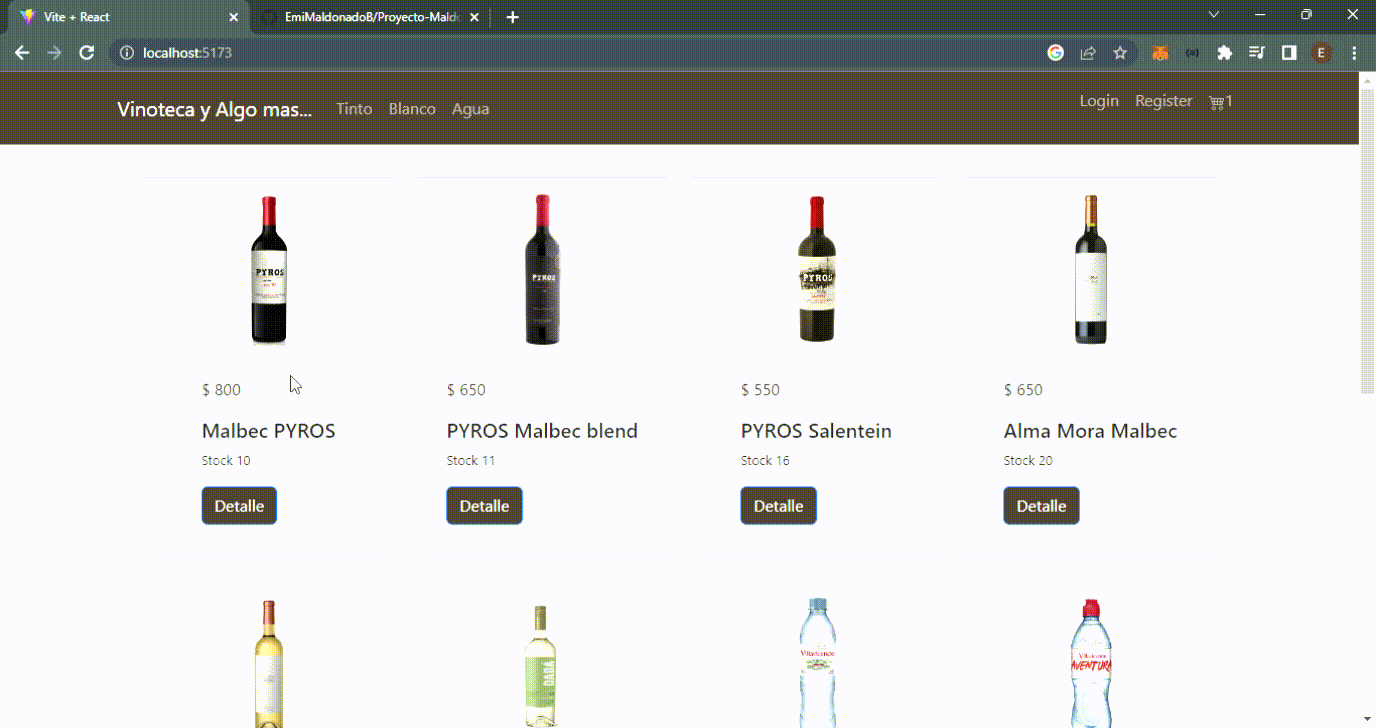 Vite + React
EmiMaldonadoB/Proyecto-Maldo
localhost:5173
E
Vinoteca y Algo mas... Tinto Blanco Agua
Login Register 1
PYROS
PYROS
PYROS
$ 800
$ 650
$ 550
$ 650
Malbec PYROS
PYROS Malbec blend
PYROS Salentein
Alma Mora Malbec
Stock 10
Stock 11
Stock 16
Stock 20
Detalle
Detalle
Detalle
Detalle
Villavicencio
Villavicencio
AVENTURA